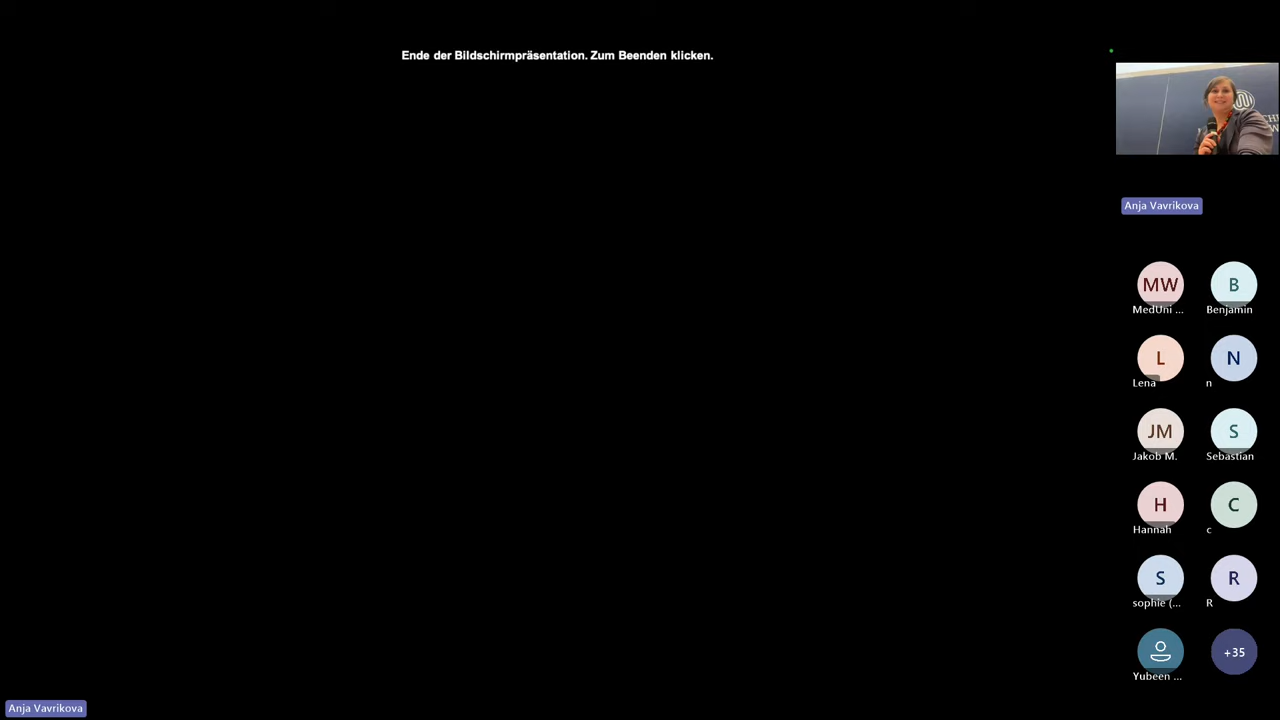 Ende der Bildschirmpräsentation. Zum Beenden klicken.
Anja Vavrikova
MW
B
MedUni ...
Benjamin
L
N
Lena
n
JM
S
Jakob M.
Sebastian
H
C
Hannah
c
S
R
sophie (...
R
+35
Yubeen ...
Anja Vavrikova